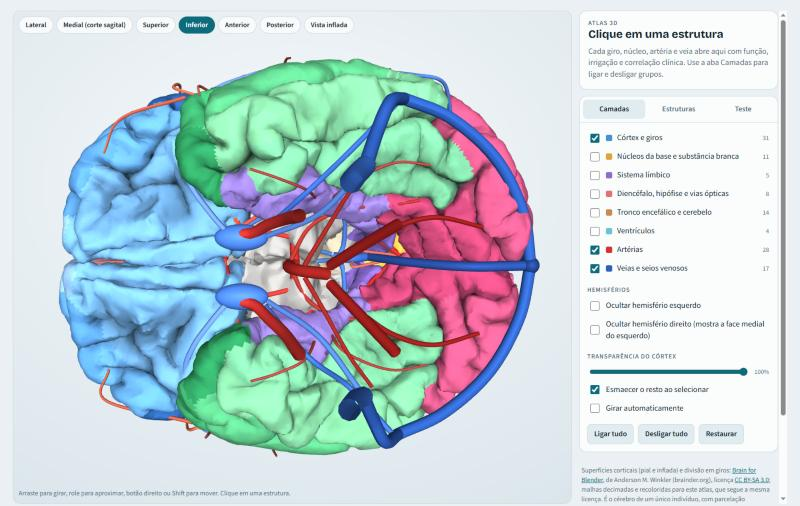 Lateral
Medial (corte sagital)
Superior
Inferior
Anterior
Posterior
Vista inflada
ATLAS 3D
Clique em uma estrutura
Cada giro, núcleo, artéria e veia abre aqui com função,
irrigação e correlação clínica. Use a aba Camadas para
ligar e desligar grupos.
Camadas
Estruturas
Teste
Córtex e giros 31
Núcleos da base e substância branca 11
Sistema límbico 5
Diencéfalo, hipófise e vias ópticas 8
Tronco encefálico e cerebelo 14
Ventrículos 4
Artérias 28
Veias e seios venosos 17
HEMISFÉRIOS
Ocultar hemisfério esquerdo
Ocultar hemisfério direito (mostra a face medial
do esquerdo)
TRANSPARÊNCIA DO CÓRTEX
100%
Esmaecer o resto ao selecionar
Girar automaticamente
Ligar tudo
Desligar tudo
Restaurar
Superfícies corticais (pial e inflada) e divisão em giros: Brain for
Blender, de Anderson M. Winkler (brainder.org), licença CC BY-SA 3.0;
malhas decimadas e recoloridas para este atlas, que segue a mesma
licença. É o cérebro de um único indivíduo, com parcelação
Arraste para girar, role para aproximar, botão direito ou Shift para mover. Clique em uma estrutura.